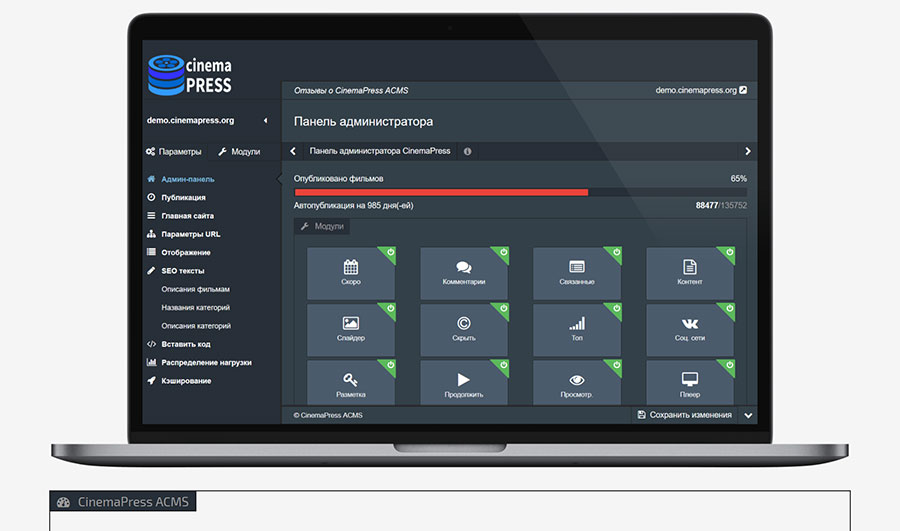 cinema
PRESS
Отзывы о CinemaPress ACMS
demo.cinemapress.org
demo.cinemapress.org
Панель администратора
Параметры
Модули
Панель администратора CinemaPress
Админ-панель
Публикация
Главная сайта
Параметры URL
Отображение
SEO тексты
Описания фильмам
Названия категорий
Описания категорий
Вставить код
Распределение нагрузки
Кэширование
Опубликовано фильмов
65%
Автопубликация на 985 дня(-ей)
88477/135752
Модули
Скоро
Комментарии
Связанные
Контент
Слайдер
Скрыть
Топ
Соц. сети
Разметка
Продолжить
Просмотр.
Плеер
© CinemaPress ACMS
Сохранить изменения
CinemaPress ACMS